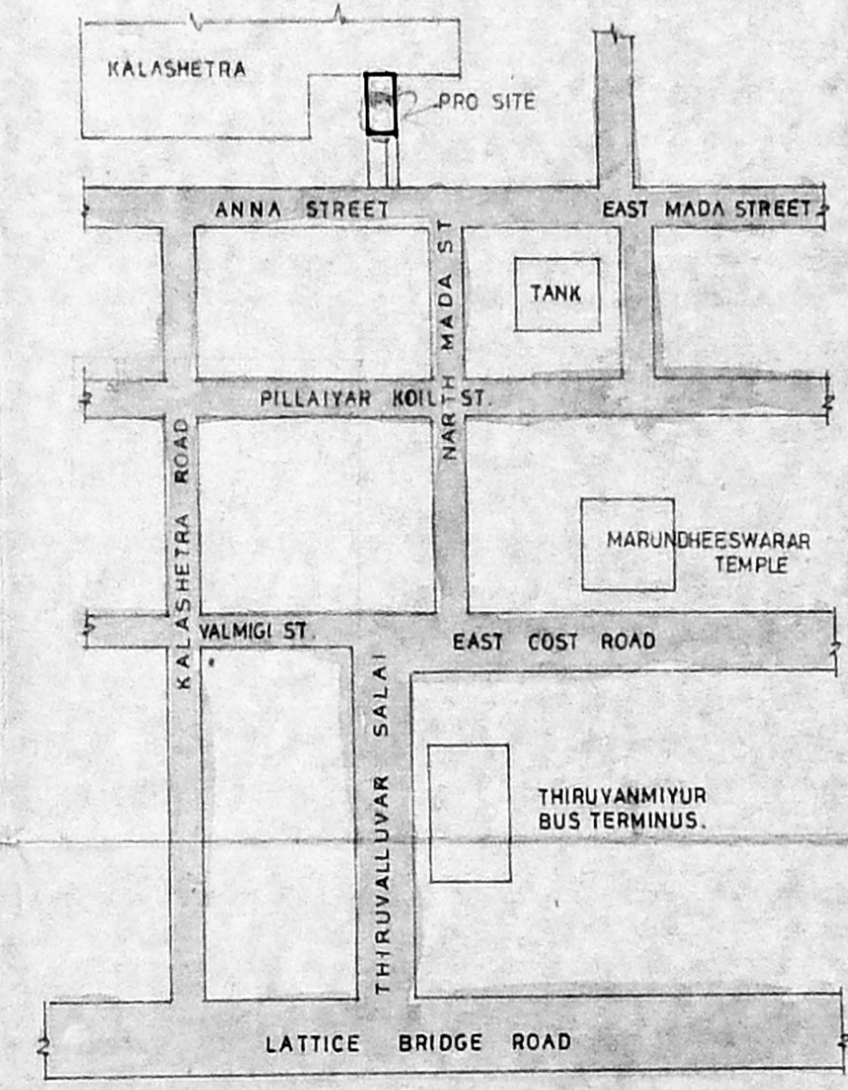 KALASHETRA
PRO SITE
ANNA STREET
EAST MADA STREET
NARTH MADA ST
TANK
PILLAIYAR KOIL ST.
KALASHETRA ROAD
MARUNDHEESWARAR
TEMPLE
VALMIGI ST.
EAST COST ROAD
THIRUVALLUVAR SALAI
THIRUVANMIYUR
BUS TERMINUS.
LATTICE BRIDGE ROAD